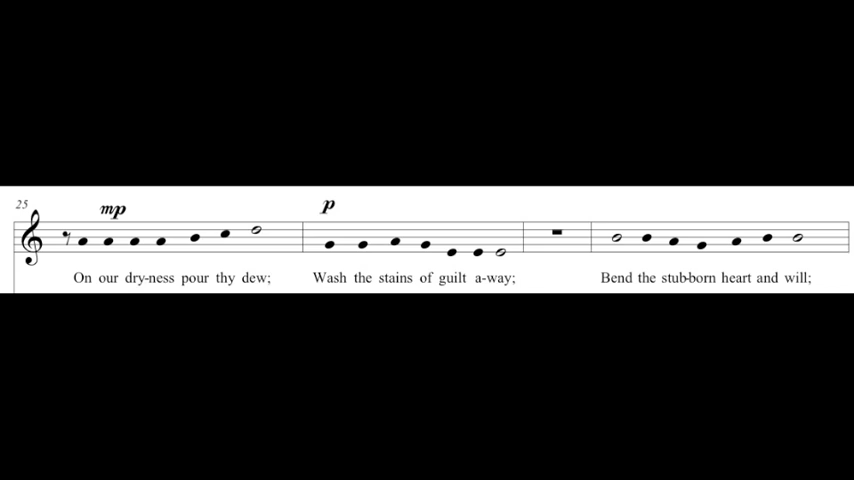 25
mp
p
On our dry-ness pour thy dew; Wash the stains of guilt a-way; Bend the stub-born heart and will;